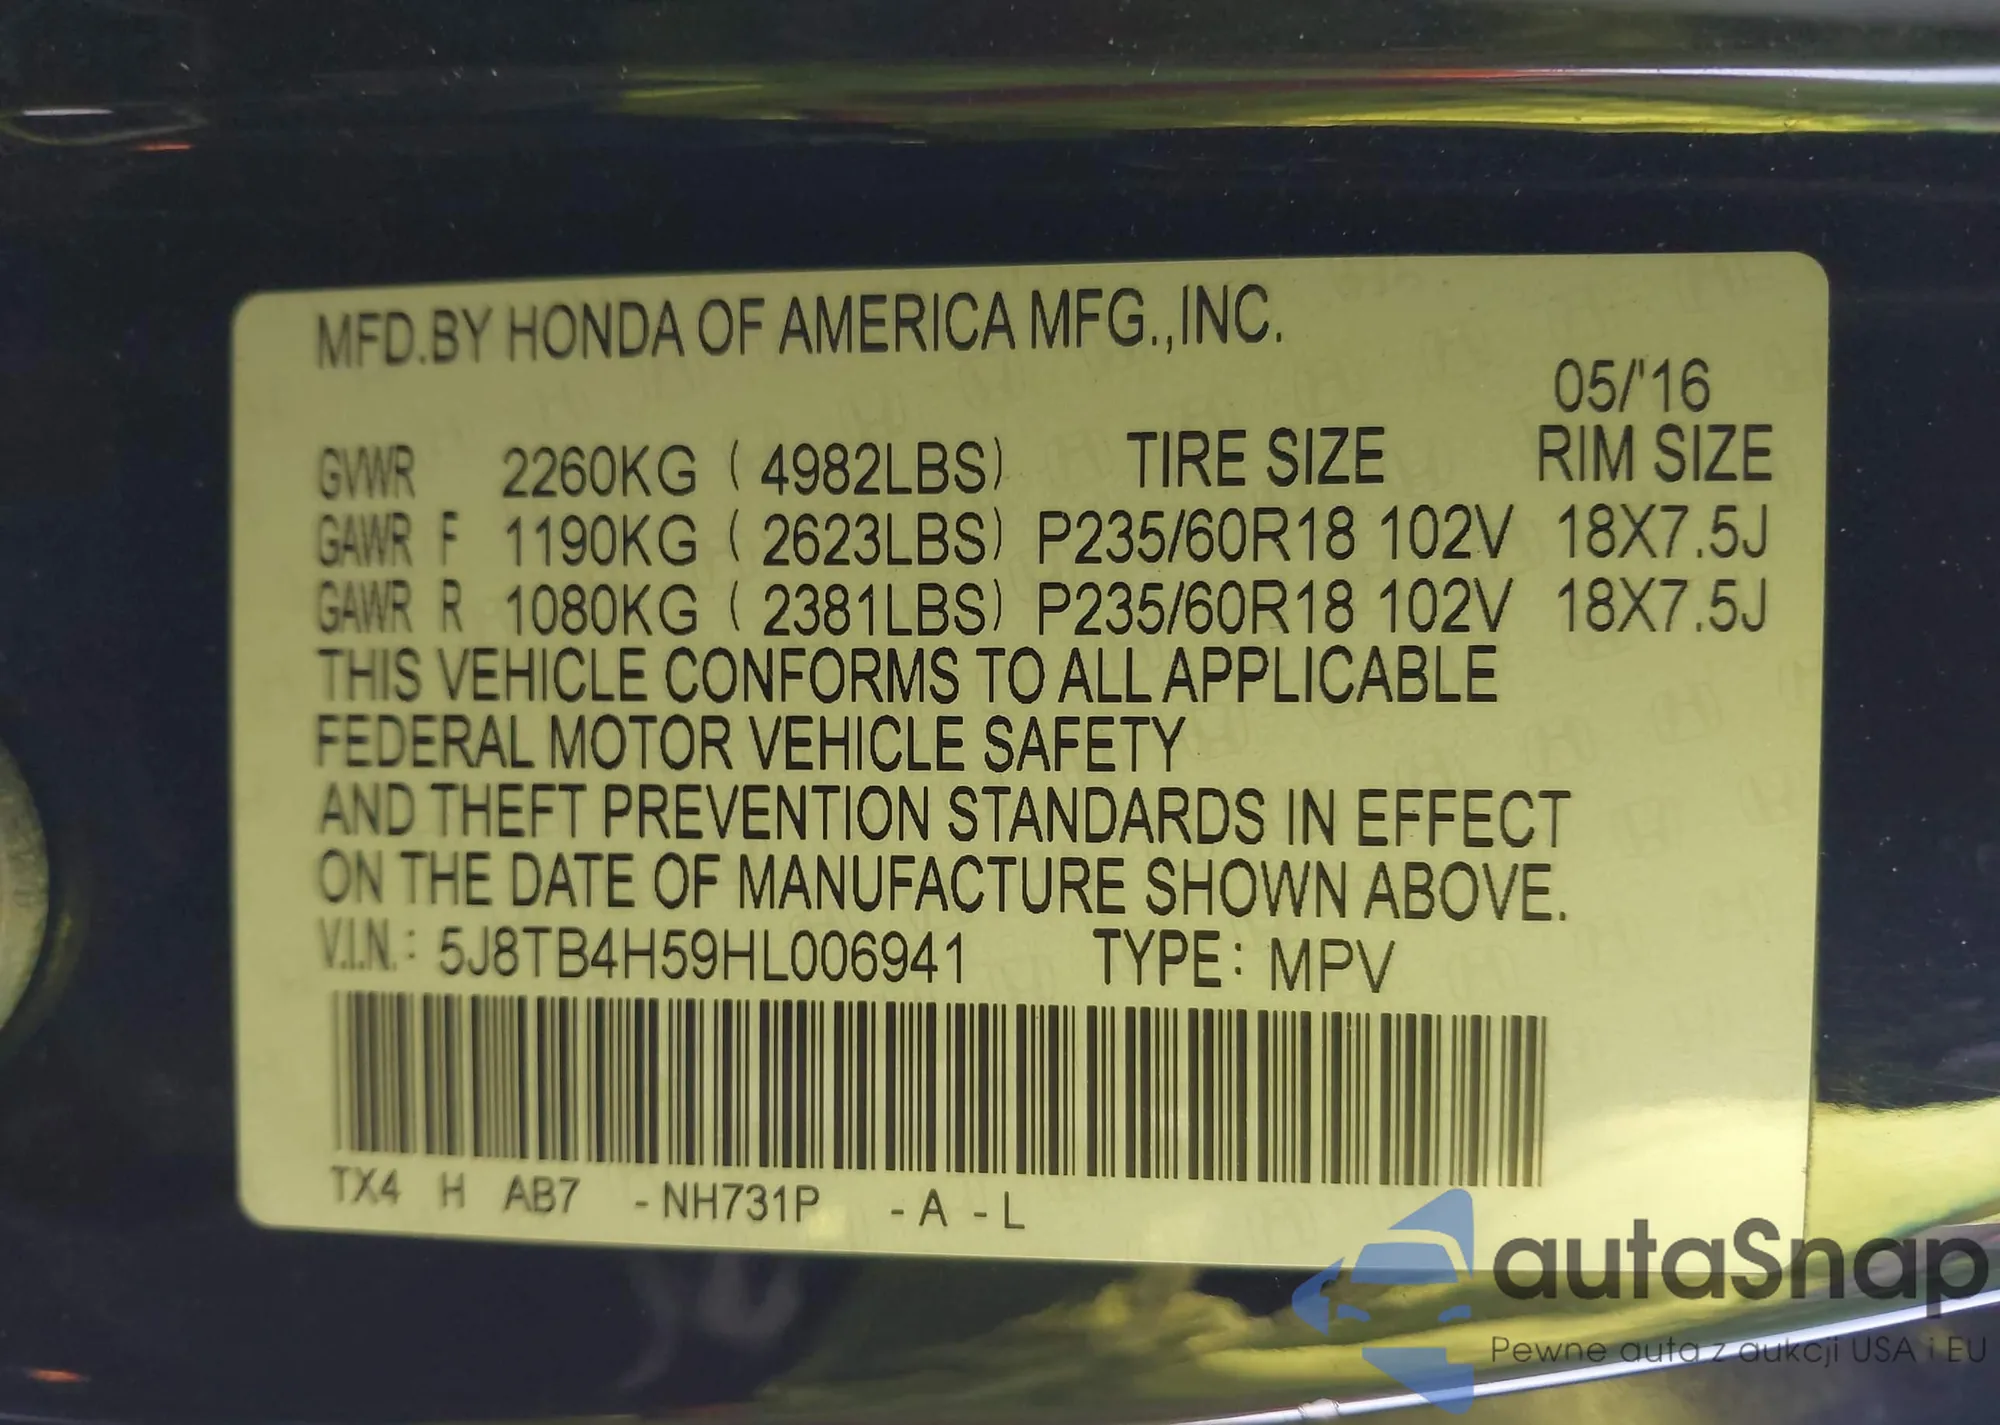 MFD.BY HONDA OF AMERICA MFG.,INC.
05/'16
GVWR 2260KG ( 4982LBS) TIRE SIZE RIM SIZE
GAWR F 1190KG ( 2623LBS) P235/60R18 102V 18X7.5J
GAWR R 1080KG ( 2381LBS) P235/60R18 102V 18X7.5J
THIS VEHICLE CONFORMS TO ALL APPLICABLE
FEDERAL MOTOR VEHICLE SAFETY
AND THEFT PREVENTION STANDARDS IN EFFECT
ON THE DATE OF MANUFACTURE SHOWN ABOVE.
V.I.N.: 5J8TB4H59HL006941 TYPE: MPV
TX4 H AB7 -NH731P -A -L
autaSnap
Pewne auta z aukcji USA i EU